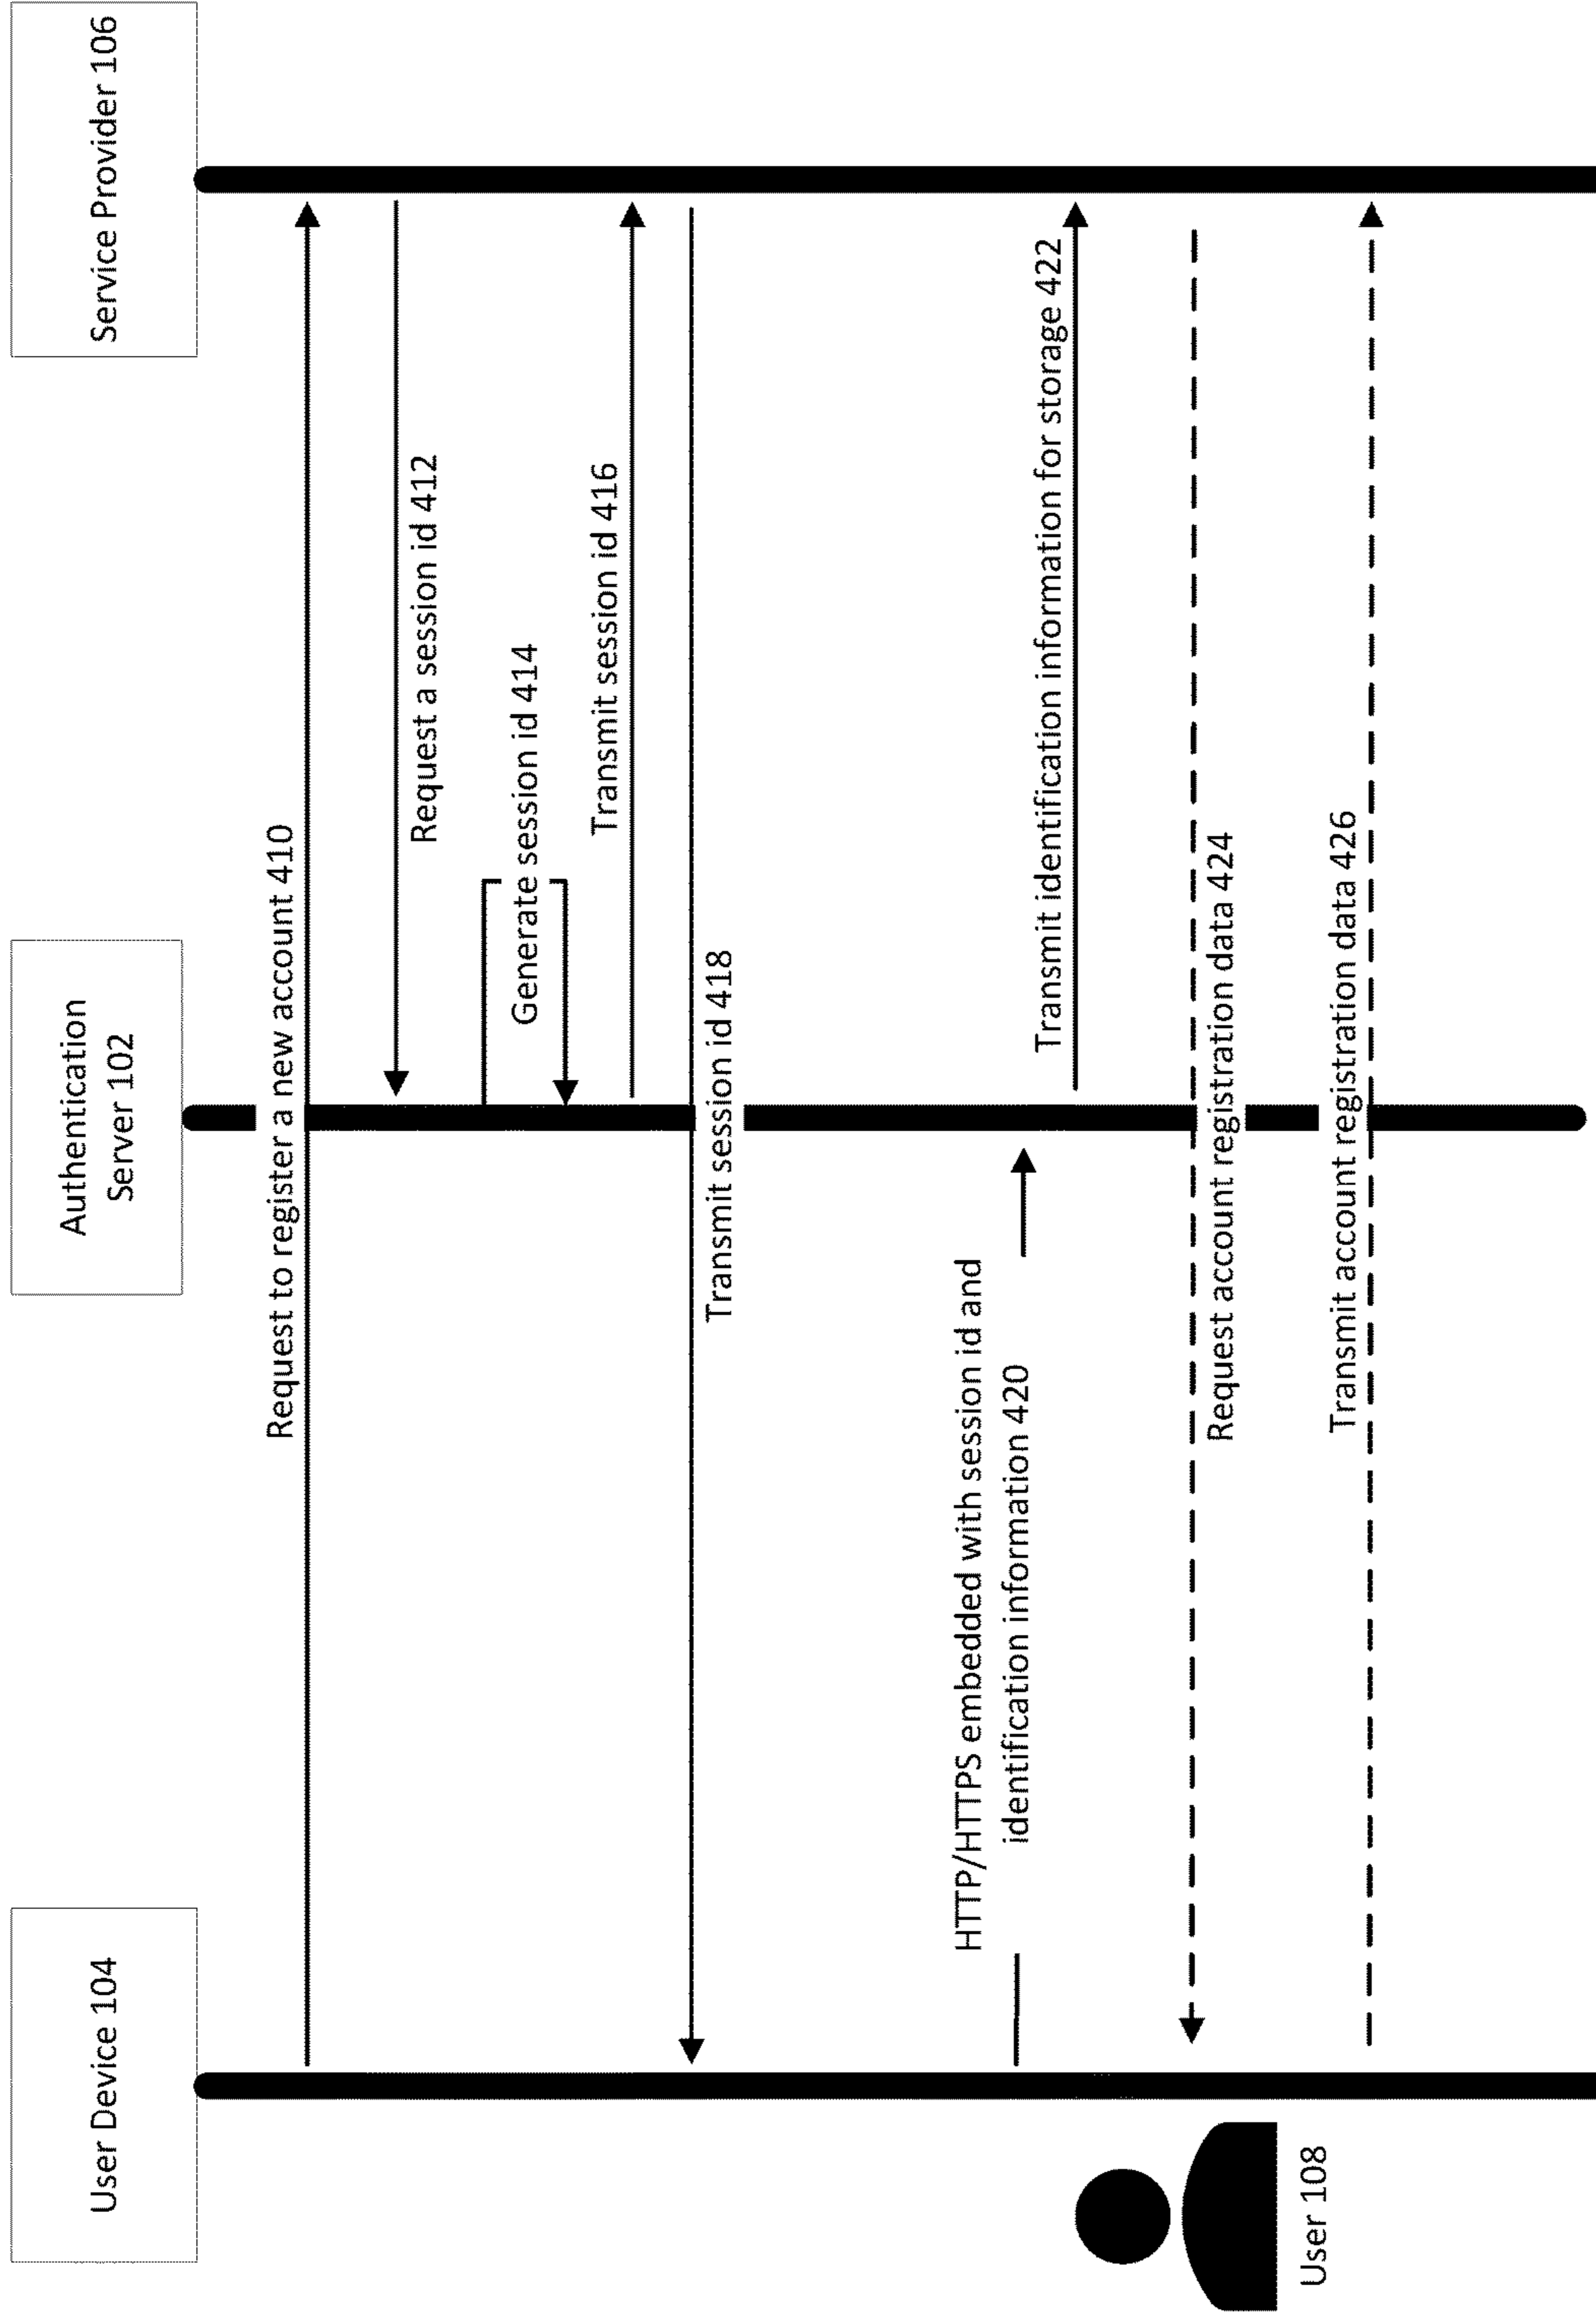 User Device 104
Authentication
Server 102
Service Provider 106
Request to register a new account 410
Request a session id 412
Generate session id 414
Transmit session id 416
Transmit session id 418
HTTP/HTTPS embedded with session id and
identification information 420
Transmit identification information for storage 422
Request account registration data 424
Transmit account registration data 426
User 108